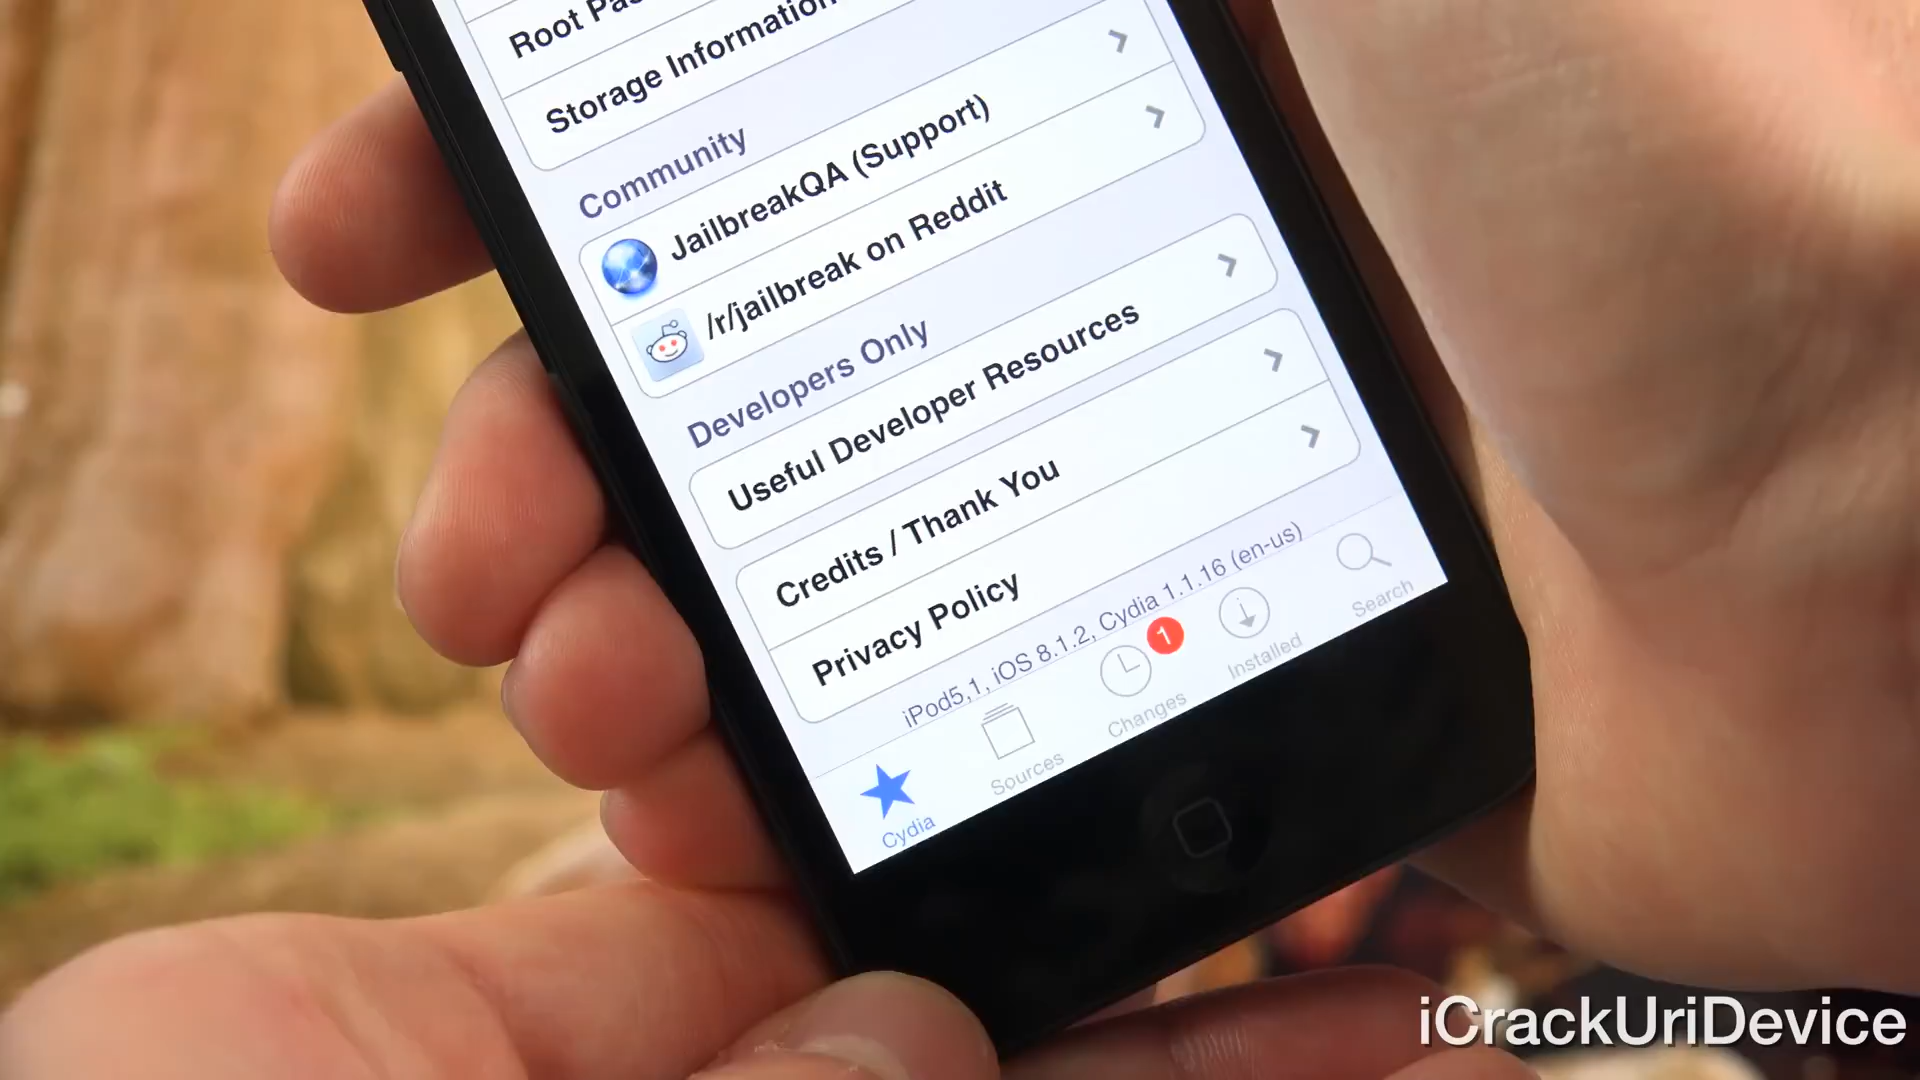 Root
Storage Information
Community
JailbreakQA (Support)
/r/jailbreak on Reddit
Developers Only
Useful Developer Resources
Credits / Thank You
Privacy Policy
iPod5,1, iOS 8.1.2, Cydia 1.1.16 (en-us)
Cydia
Sources
1
Changes
Installed
Search
iCrackUriDevice